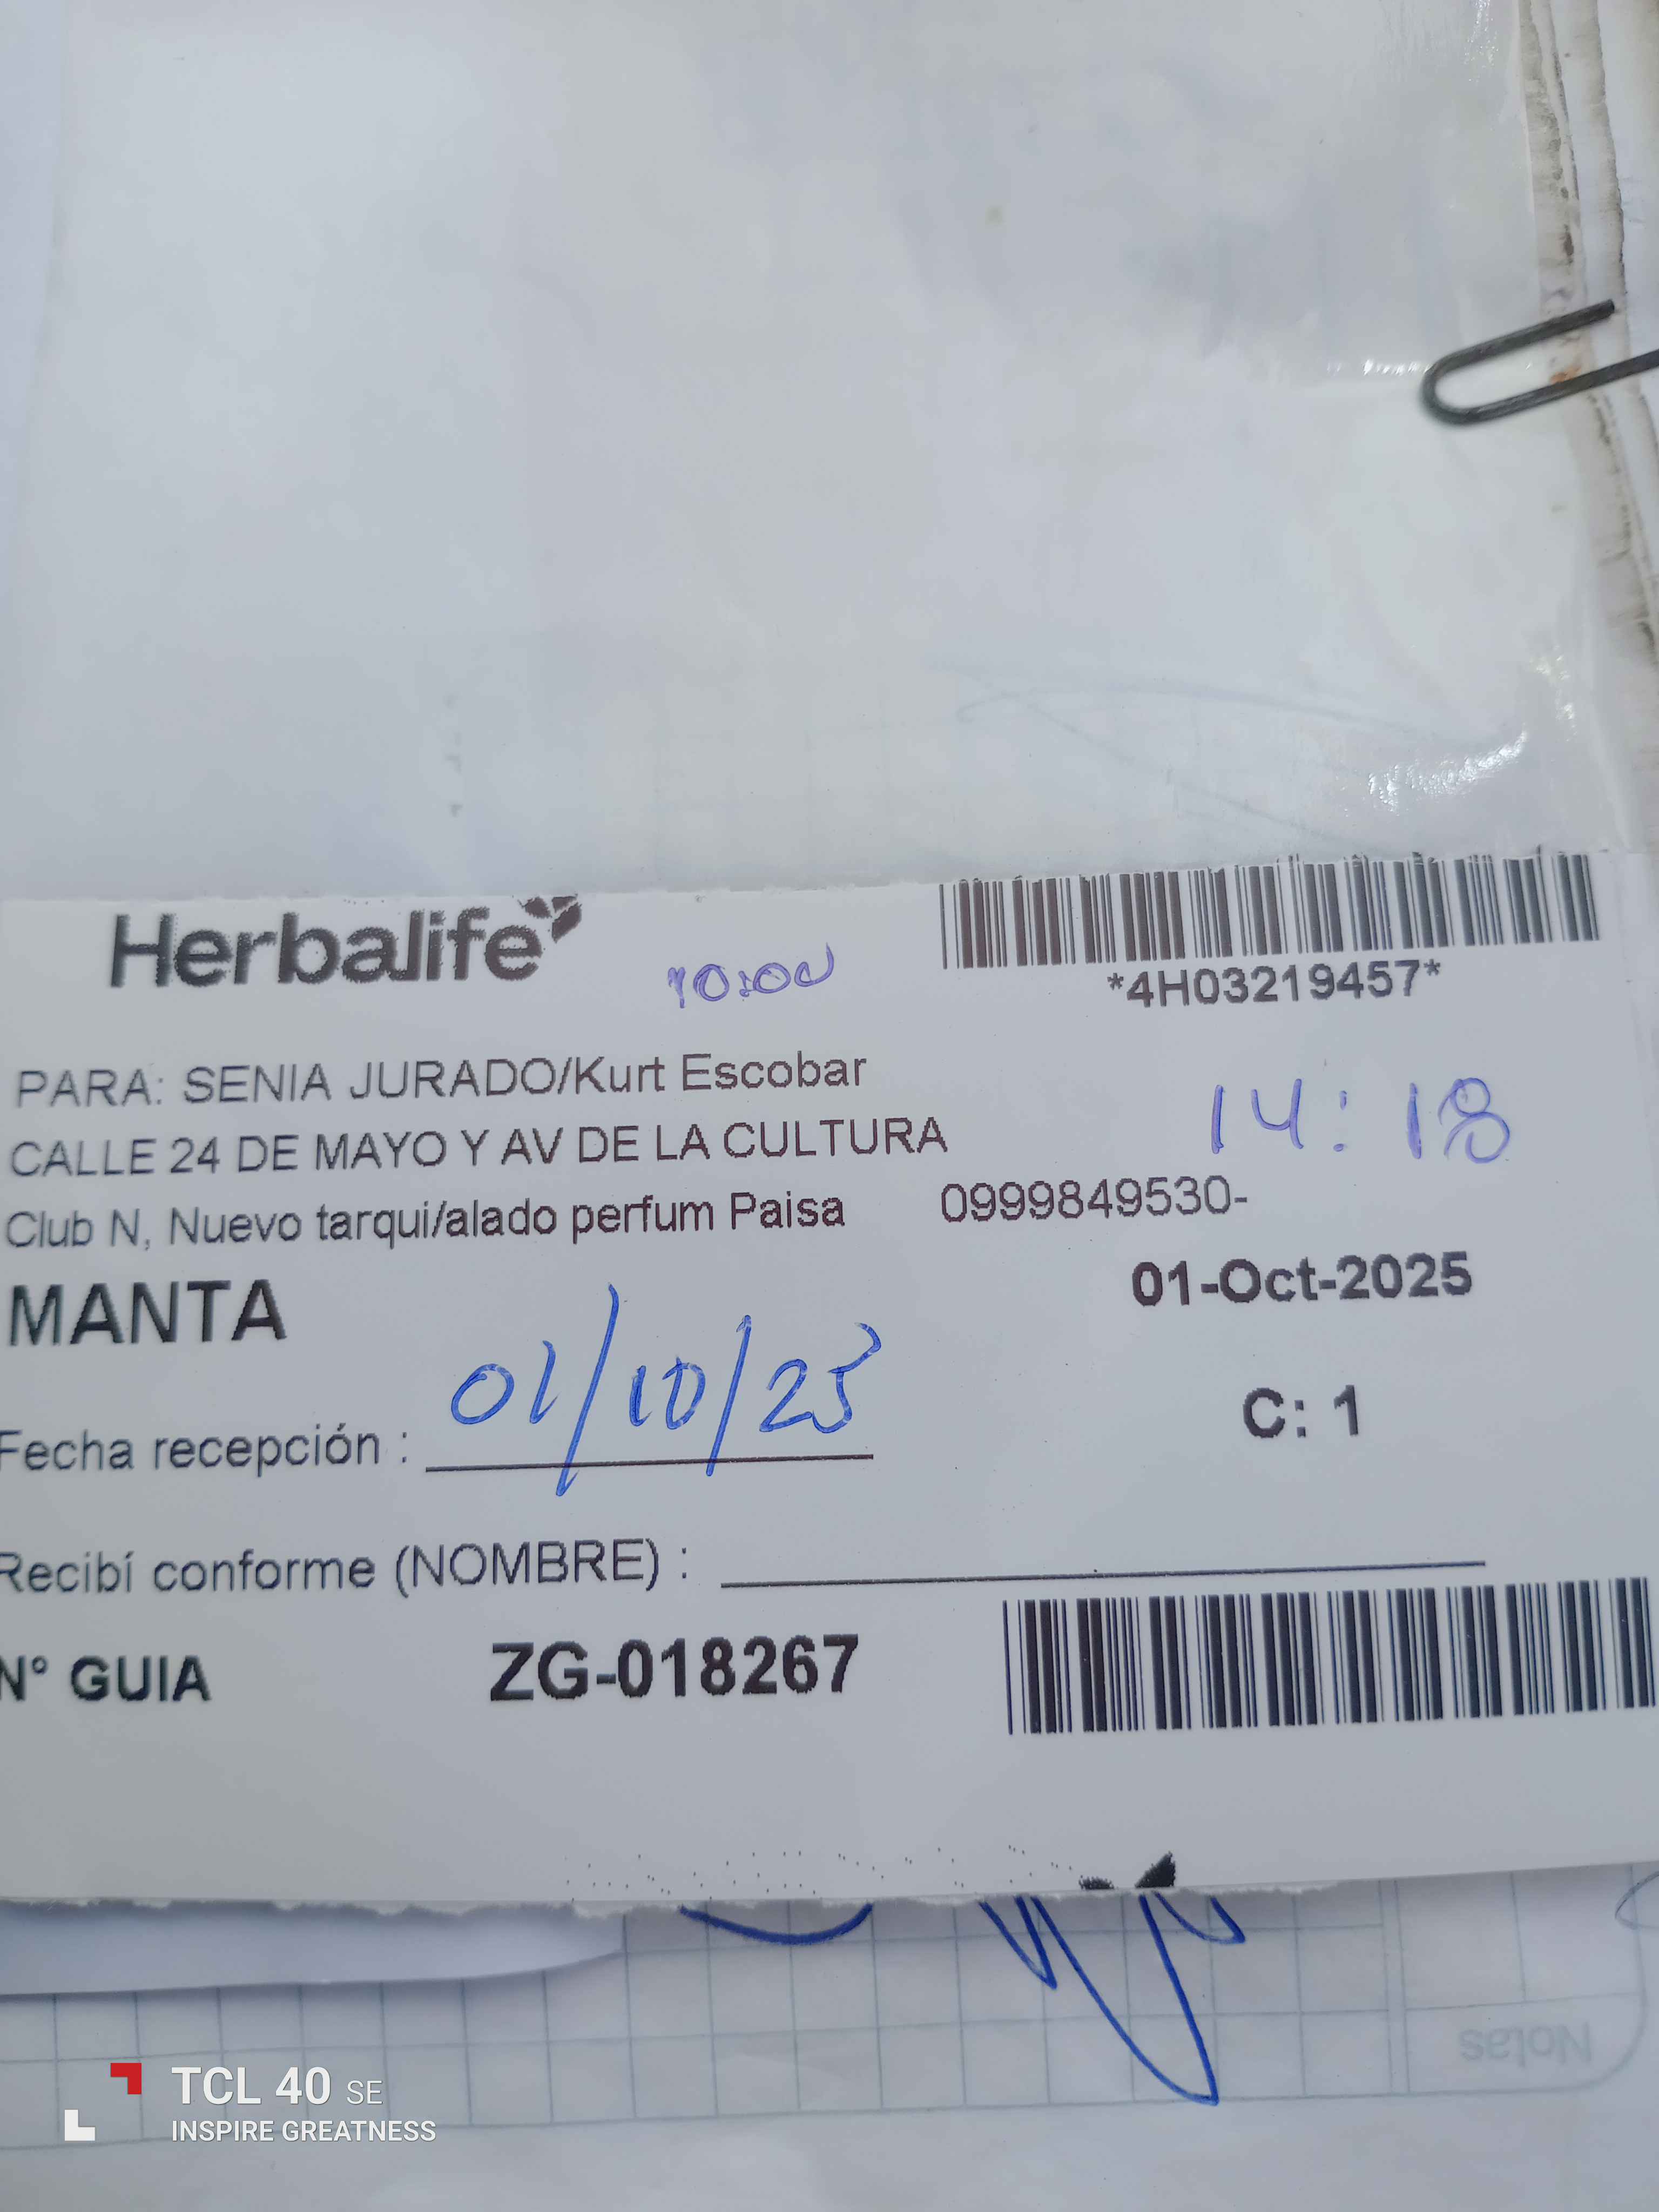 Herbalife
10:00
*4H03219457*
PARA: SENIA JURADO/Kurt Escobar
14:18
CALLE 24 DE MAYO Y AV DE LA CULTURA
Club N, Nuevo tarqui/alado perfum Paisa 0999849530-
MANTA
01-Oct-2025
01/10/25
Fecha recepción :
C: 1
Recibí conforme (NOMBRE) :
N° GUIA ZG-018267
Notas
TCL 40 SE
INSPIRE GREATNESS